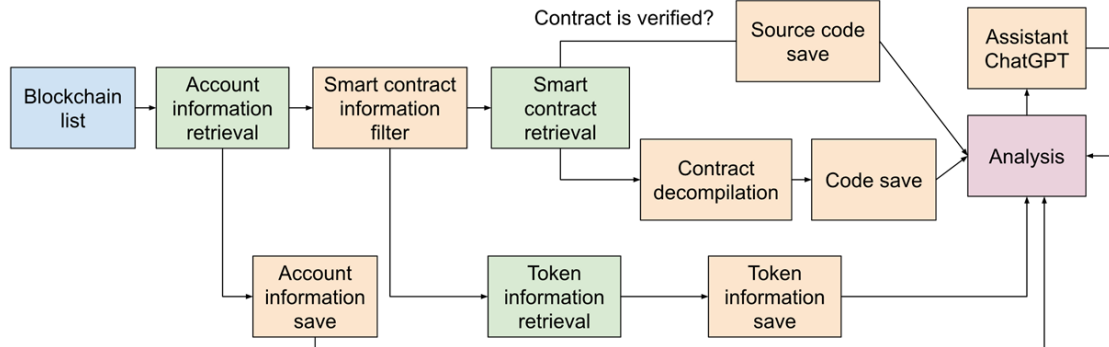 Contract is verified?
Source code
save
Assistant
ChatGPT
Blockchain
list
Account
information
retrieval
Smart contract
information
filter
Smart
contract
retrieval
Contract
decompilation
Code save
Analysis
Account
information
save
Token
information
retrieval
Token
information
save